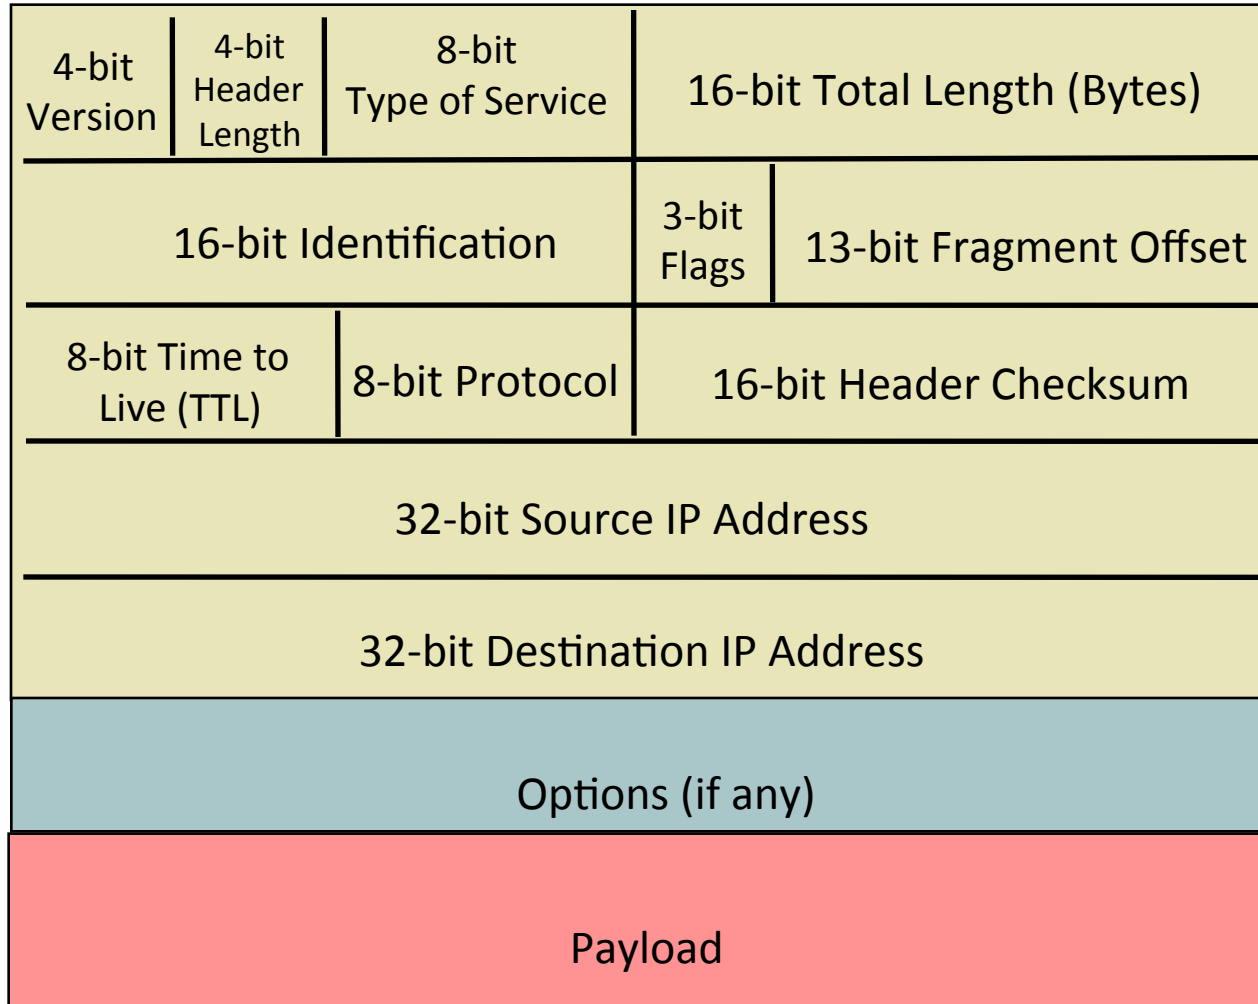 4-bit
Version
4-bit
Header
Length
8-bit
Type of Service
16-bit Total Length (Bytes)
16-bit Identification
3-bit
Flags
13-bit Fragment Offset
8-bit Time to
Live (TTL)
8-bit Protocol
16-bit Header Checksum
32-bit Source IP Address
32-bit Destination IP Address
Options (if any)
Payload